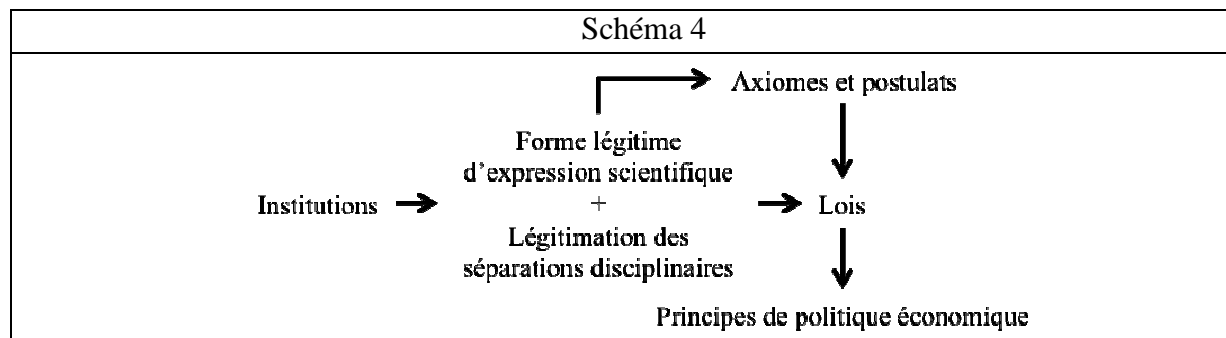 Schéma 4
Axiomes et postulats
Forme légitime
d'expression scientifique
Institutions
+
Lois
Légitimation des
séparations disciplinaires
Principes de politique économique